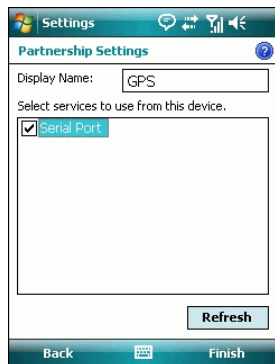 Settings
Partnership Settings
Display Name: GPS
Select services to use from this device.
Serial Port
Refresh
Back Finish